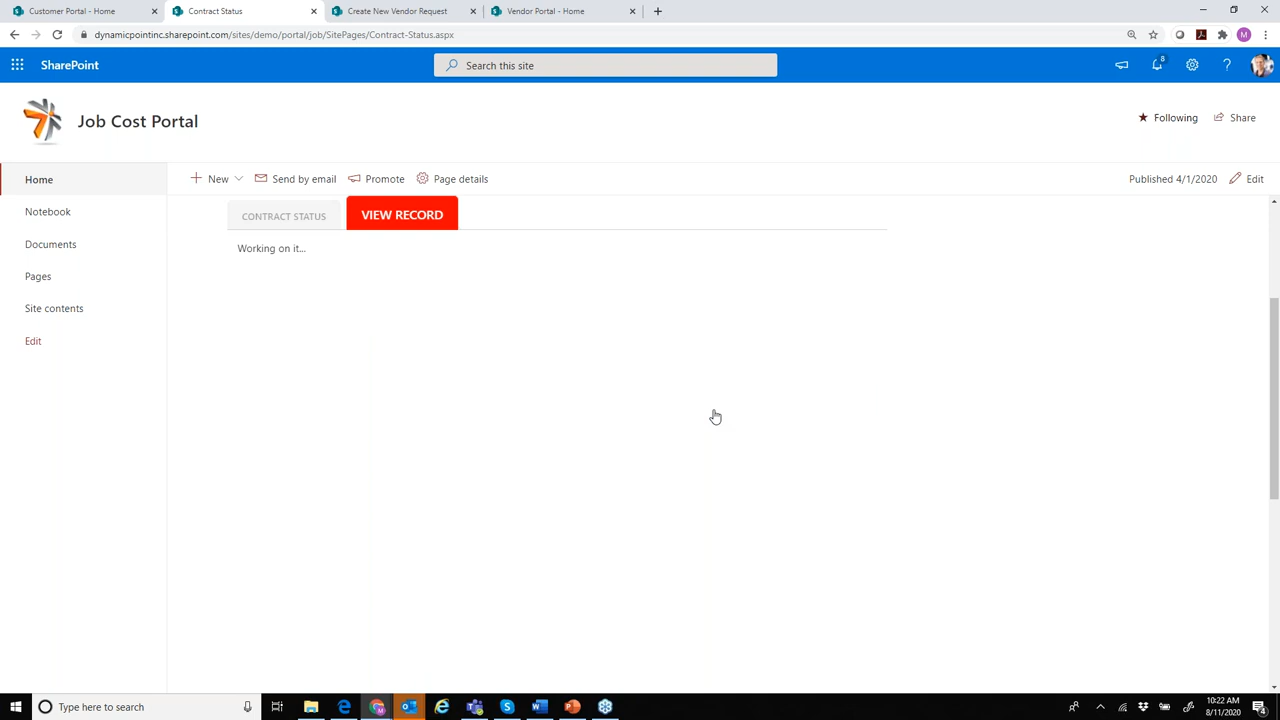 Customer Portal - Home
Contract Status
Create New Vendor Request
Vendor Portal - Home
dynamicpointinc.sharepoint.com/sites/demo/portal/job/SitePages/Contract-Status.aspx
M
SharePoint
Search this site
8
Job Cost Portal
Following
Share
Home
New
Send by email
Promote
Page details
Published 4/1/2020
Edit
Notebook
CONTRACT STATUS
VIEW RECORD
Documents
Working on it...
Pages
Site contents
Edit
Type here to search
10:22 AM
8/11/2020
4